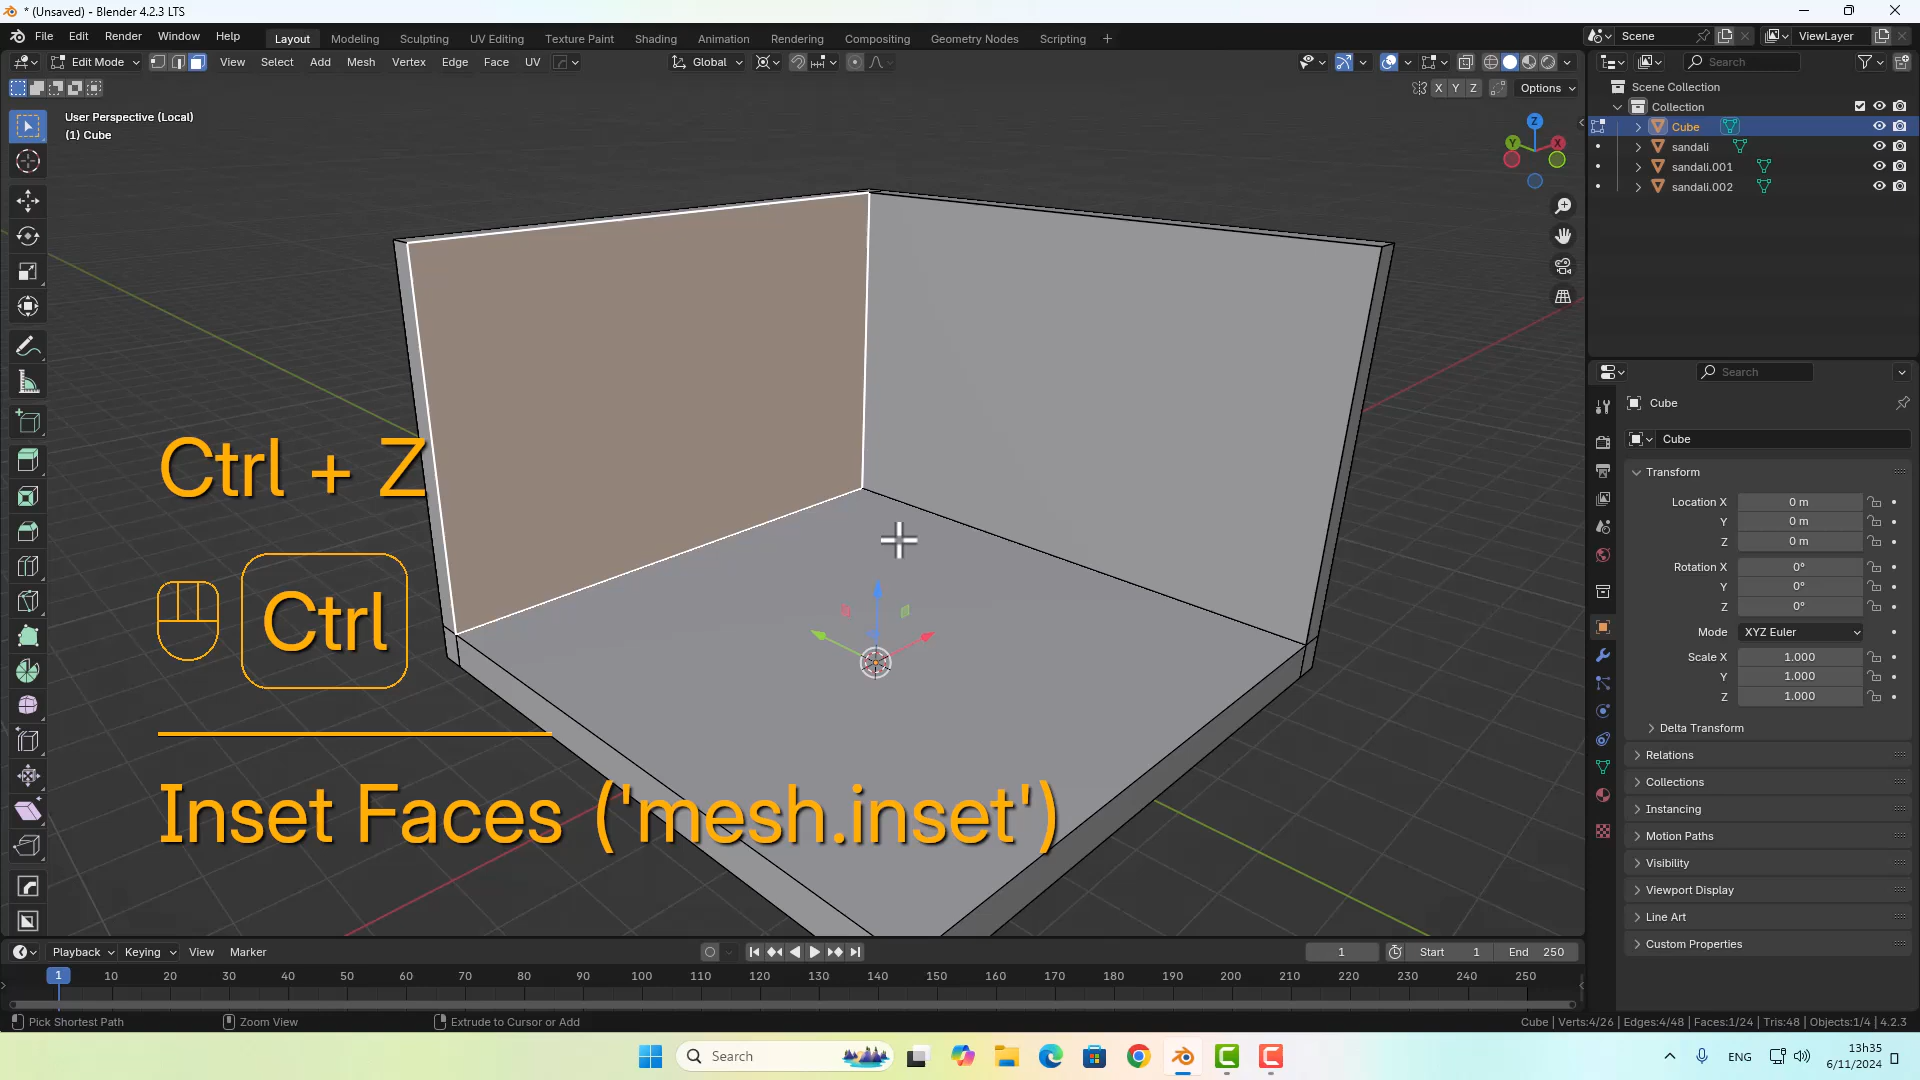 * (Unsaved) - Blender 4.2.3 LTS
File Edit Render Window Help Layout Modeling Sculpting UV Editing Texture Paint Shading Animation Rendering Compositing Geometry Nodes Scripting + Scene ViewLayer
Edit Mode View Select Add Mesh Vertex Edge Face UV Global Search
X Y Z Options
User Perspective (Local)
(1) Cube
Z
Y X
Scene Collection
Collection
Cube
sandali
sandali.001
sandali.002
Ctrl + Z
Ctrl
Inset Faces ('mesh.inset')
Search
Cube
Cube
Transform
Location X 0 m
Y 0 m
Z 0 m
Rotation X 0°
Y 0°
Z 0°
Mode XYZ Euler
Scale X 1.000
Y 1.000
Z 1.000
Delta Transform
Relations
Collections
Instancing
Motion Paths
Visibility
Viewport Display
Line Art
Custom Properties
Playback Keying View Marker 1 Start 1 End 250
1 10 20 30 40 50 60 70 80 90 100 110 120 130 140 150 160 170 180 190 200 210 220 230 240 250
Pick Shortest Path Zoom View Extrude to Cursor or Add Cube | Verts:4/26 | Edges:4/48 | Faces:1/24 | Tris:48 | Objects:1/4 | 4.2.3
Search ENG 13h35
6/11/2024